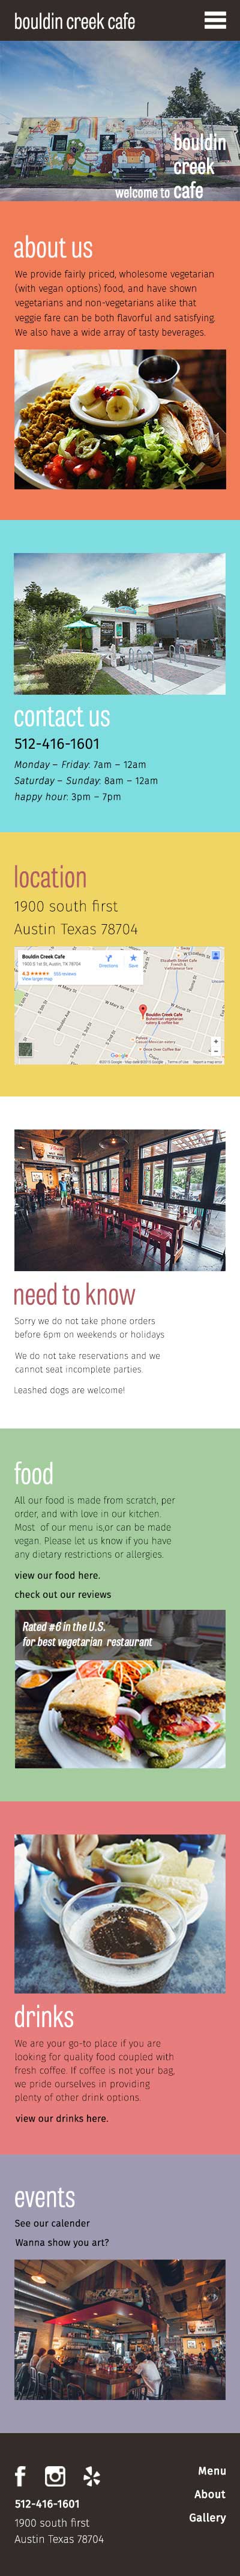 bouldin creek cafe
bouldin
creek
welcome to cafe
about us
We provide fairly priced, wholesome vegetarian
(with vegan options) food, and have shown
vegetarians and non-vegetarians alike that
veggie fare can be both flavorful and satisfying.
We also have a wide array of tasty beverages.
contact us
512-416-1601
Monday – Friday: 7am – 12am
Saturday – Sunday: 8am – 12am
happy hour: 3pm – 7pm
location
1900 south first
Austin Texas 78704
Bouldin Creek Cafe
Directions Save
View larger map
Bouldin Creek Cafe
Google
need to know
Sorry we do not take phone orders
before 6pm on weekends or holidays
We do not take reservations and we
cannot seat incomplete parties.
Leashed dogs are welcome!
food
All our food is made from scratch, per
order, and with love in our kitchen.
Most of our menu is,or can be made
vegan. Please let us know if you have
any dietary restrictions or allergies.
view our food here.
check out our reviews
Rated #6 in the U.S.
for best vegetarian restaurant
drinks
We are your go-to place if you are
looking for quality food coupled with
fresh coffee. If coffee is not your bag,
we pride ourselves in providing
plenty of other drink options.
view our drinks here.
events
See our calender
Wanna show you art?
Menu
About
512-416-1601
Gallery
1900 south first
Austin Texas 78704